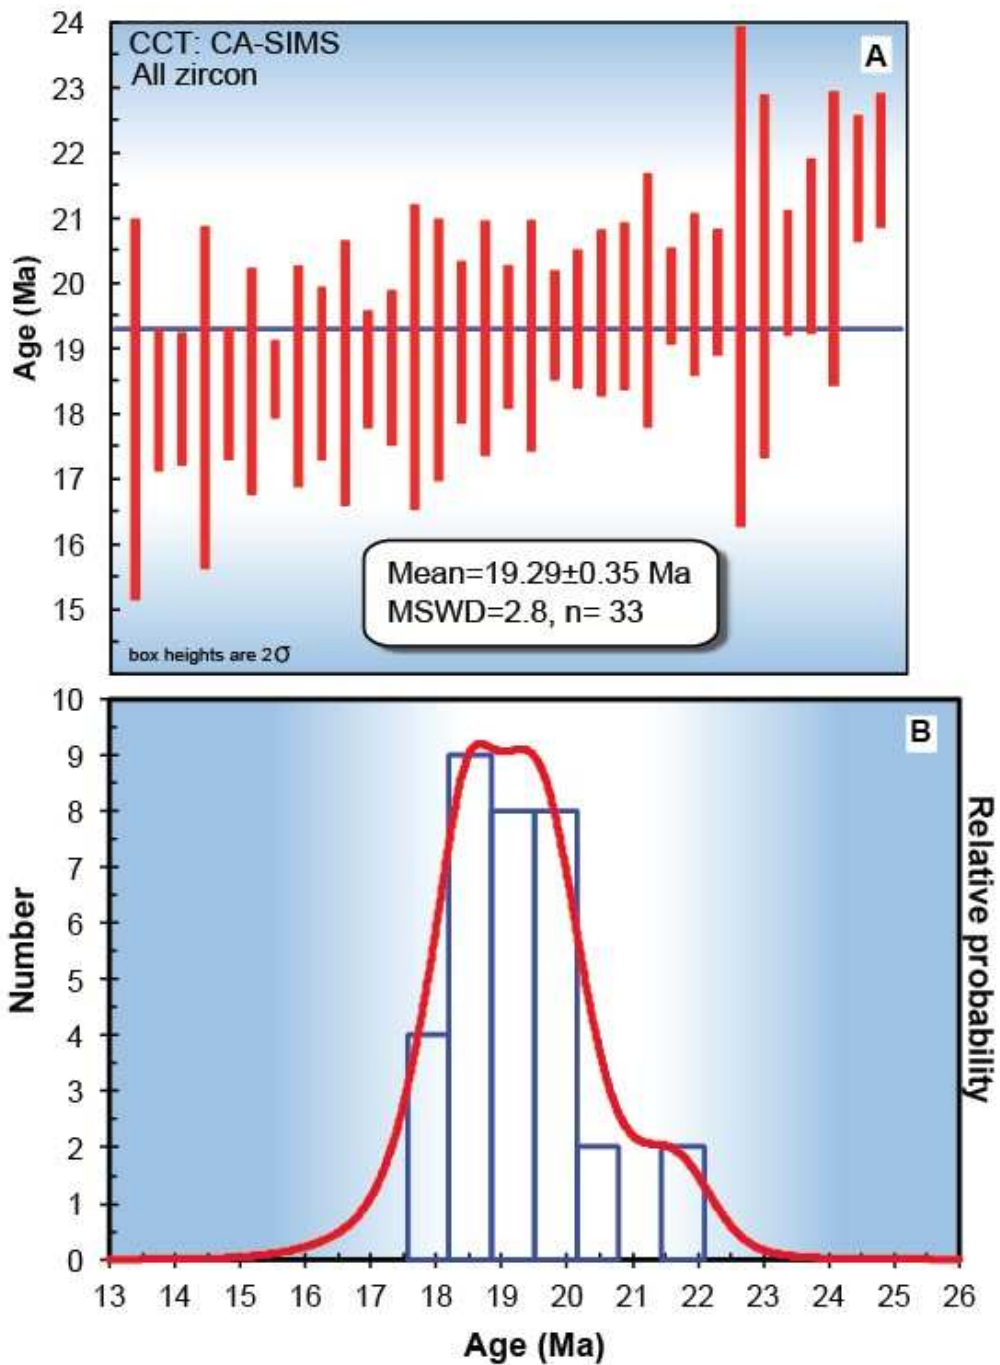 CCT: CA-SIMS
All zircon
A
24
23
22
21
20
19
18
17
16
15
Age (Ma)
Mean=19.29±0.35 Ma
MSWD=2.8, n= 33
box heights are 2σ
B
10
9
8
7
6
5
4
3
2
1
0
Number
Relative probability
13 14 15 16 17 18 19 20 21 22 23 24 25 26
Age (Ma)